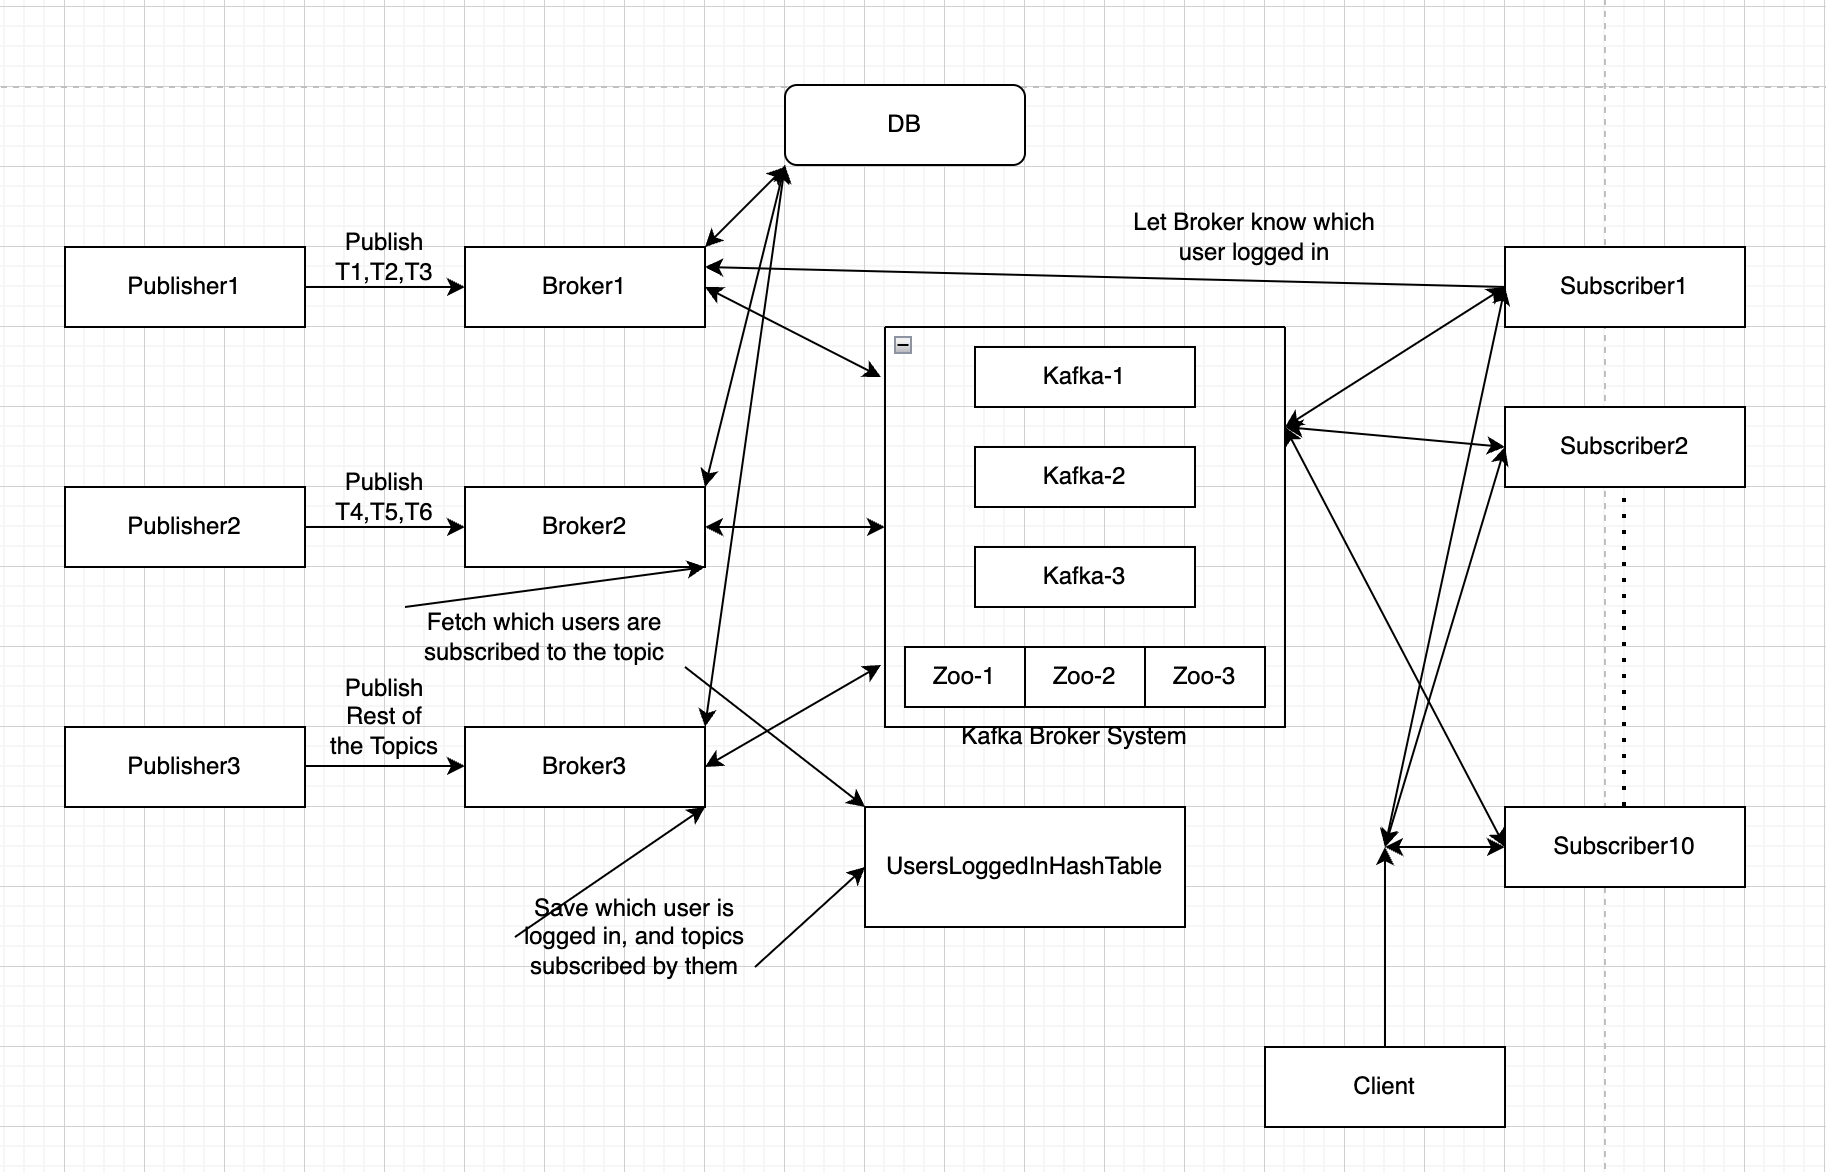 DB
Let Broker know which
user logged in
Publish
T1,T2,T3
Publisher1
Broker1
Subscriber1
Kafka-1
Subscriber2
Kafka-2
Publish
T4,T5,T6
Publisher2
Broker2
Kafka-3
Fetch which users are
subscribed to the topic
Zoo-1
Zoo-2
Zoo-3
Kafka Broker System
Publish
Rest of
the Topics
Publisher3
Broker3
UsersLoggedInHashTable
Subscriber10
Save which user is
logged in, and topics
subscribed by them
Client